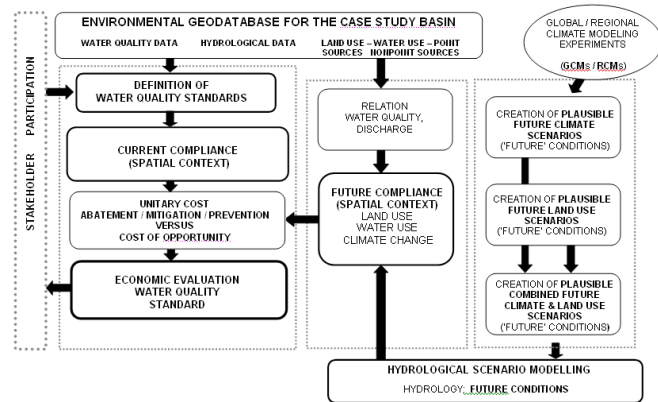 ENVIRONMENTAL GEODATABASE FOR THE CASE STUDY BASIN
WATER QUALITY DATA HYDROLOGICAL DATA LAND USE – WATER USE – POINT
SOURCES NONPOINT SOURCES
GLOBAL / REGIONAL
CLIMATE MODELING
EXPERIMENTS
(GCMs / RCMs)
STAKEHOLDER PARTICIPATION
DEFINITION OF
WATER QUALITY STANDARDS
CURRENT COMPLIANCE
(SPATIAL CONTEXT)
UNITARY COST
ABATEMENT / MITIGATION / PREVENTION
VERSUS
COST OF OPPORTUNITY
ECONOMIC EVALUATION
WATER QUALITY
STANDARD
RELATION
WATER QUALITY,
DISCHARGE
FUTURE COMPLIANCE
(SPATIAL CONTEXT)
LAND USE
WATER USE
CLIMATE CHANGE
CREATION OF PLAUSIBLE
FUTURE CLIMATE
SCENARIOS
('FUTURE' CONDITIONS)
CREATION OF PLAUSIBLE
FUTURE LAND USE
SCENARIOS
('FUTURE' CONDITIONS)
CREATION OF PLAUSIBLE
COMBINED FUTURE
CLIMATE & LAND USE
SCENARIOS
('FUTURE' CONDITIONS)
HYDROLOGICAL SCENARIO MODELLING
HYDROLOGY: FUTURE CONDITIONS